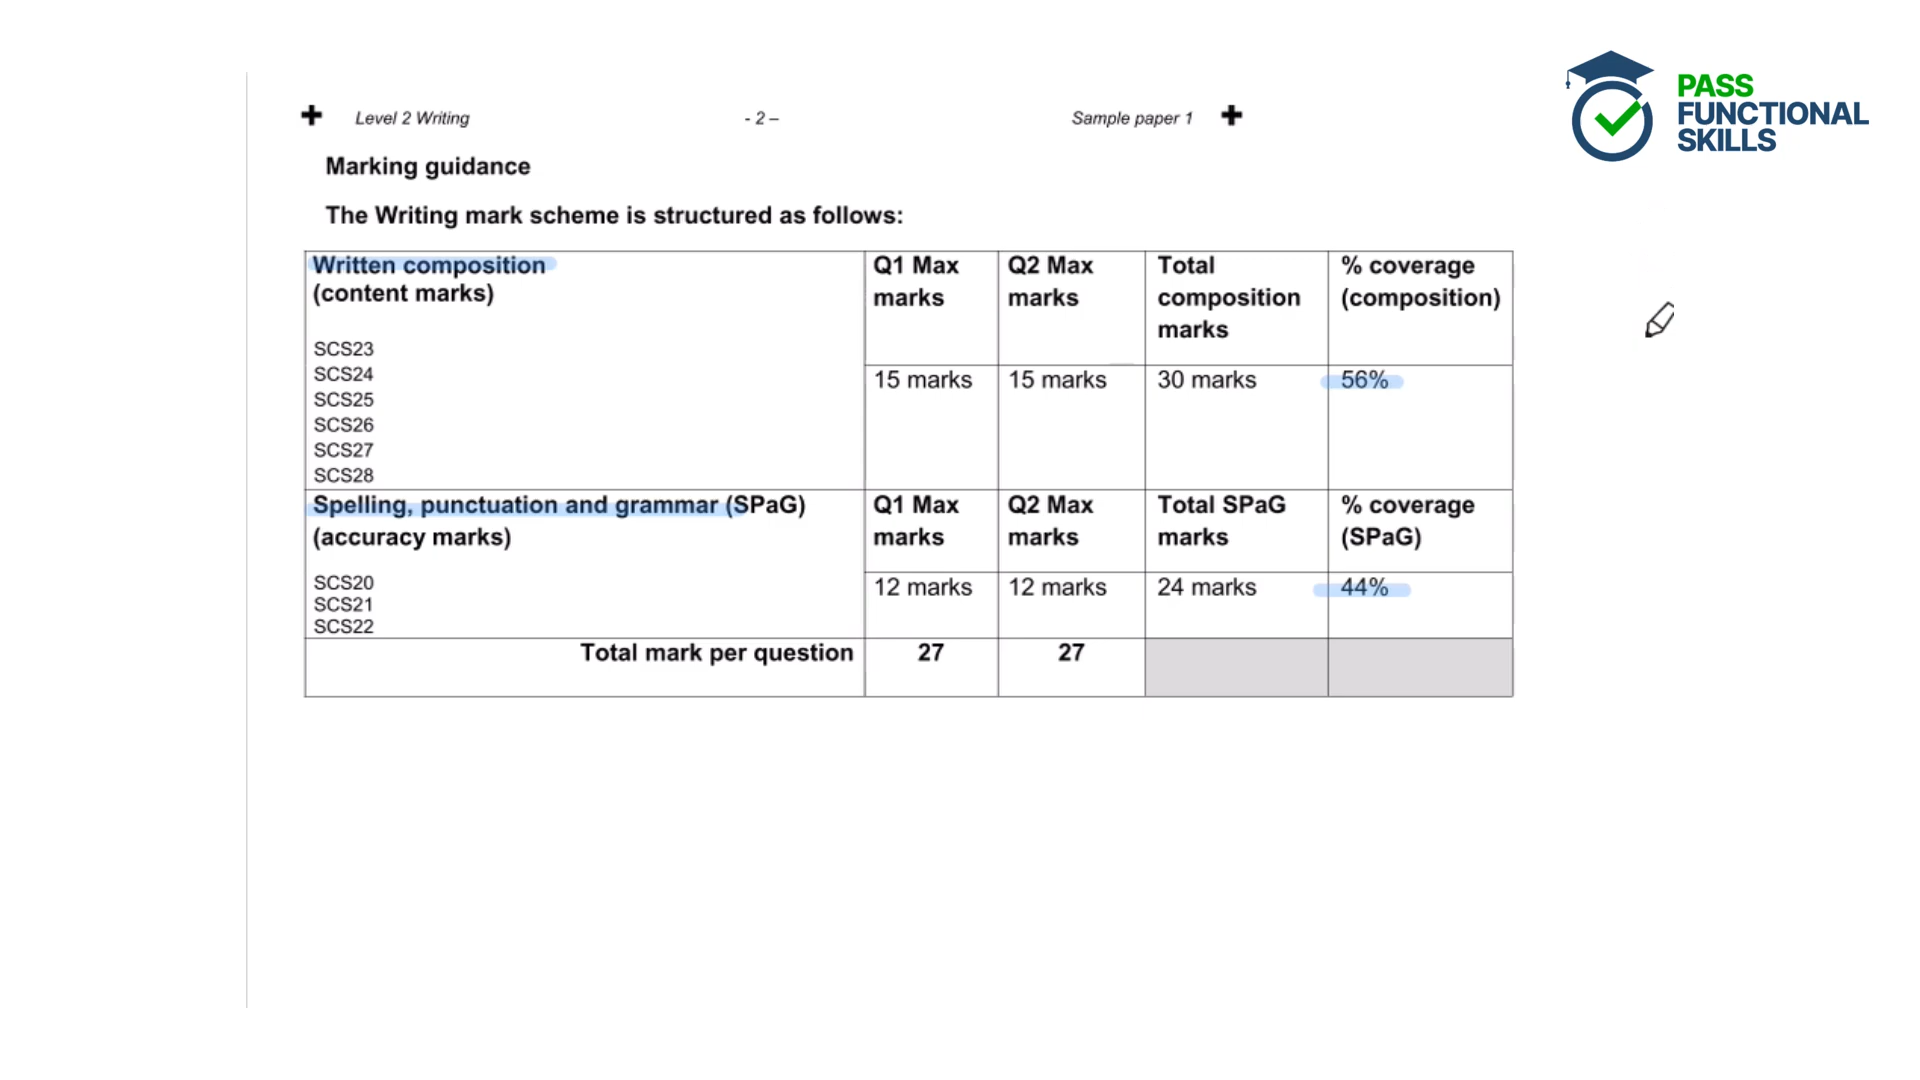 PASS
FUNCTIONAL
SKILLS
Level 2 Writing - 2 – Sample paper 1
Marking guidance
The Writing mark scheme is structured as follows:
Written composition
(content marks)
SCS23
SCS24
SCS25
SCS26
SCS27
SCS28
Q1 Max
marks
Q2 Max
marks
Total
composition
marks
% coverage
(composition)
15 marks 15 marks 30 marks 56%
Spelling, punctuation and grammar (SPaG)
(accuracy marks)
SCS20
SCS21
SCS22
Q1 Max
marks
Q2 Max
marks
Total SPaG
marks
% coverage
(SPaG)
12 marks 12 marks 24 marks 44%
Total mark per question 27 27